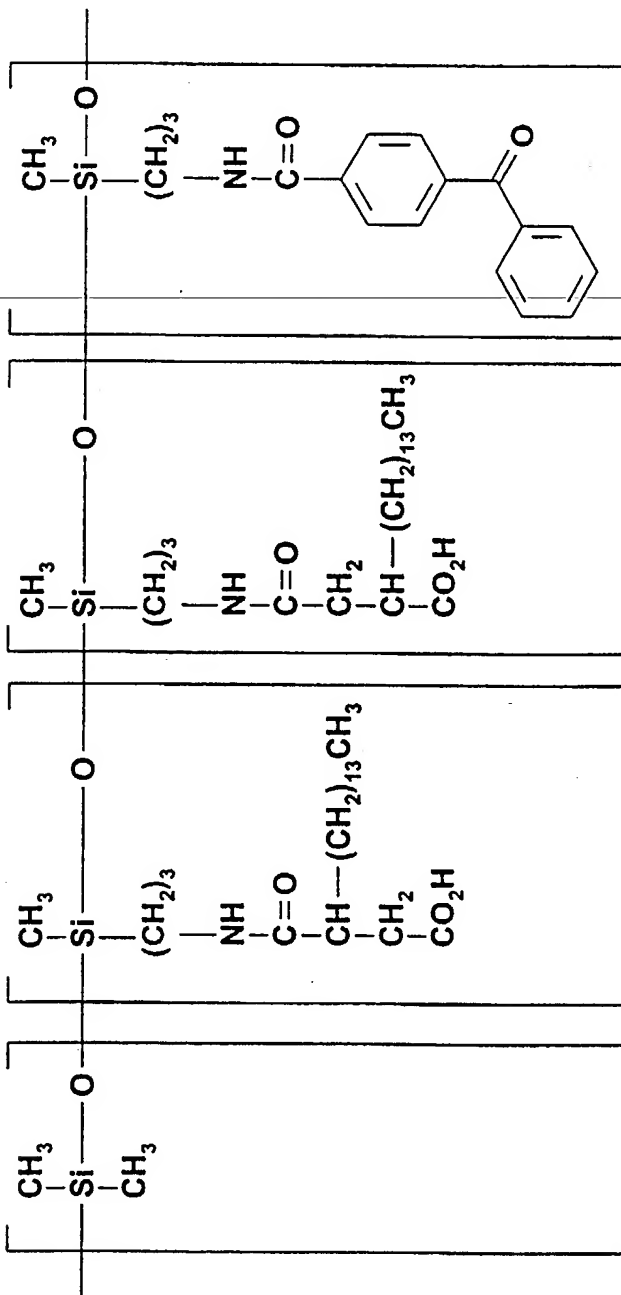 CH₃
—Si—O—
CH₃
CH₃
—Si—O—
(CH₂)₃
NH
C=O
CH—(CH₂)₁₃CH₃
CH₂
CO₂H
CH₃
—Si—O—
(CH₂)₃
NH
C=O
CH₂
CH—(CH₂)₁₃CH₃
CO₂H
CH₃
—Si—O—
(CH₂)₃
NH
C=O
O